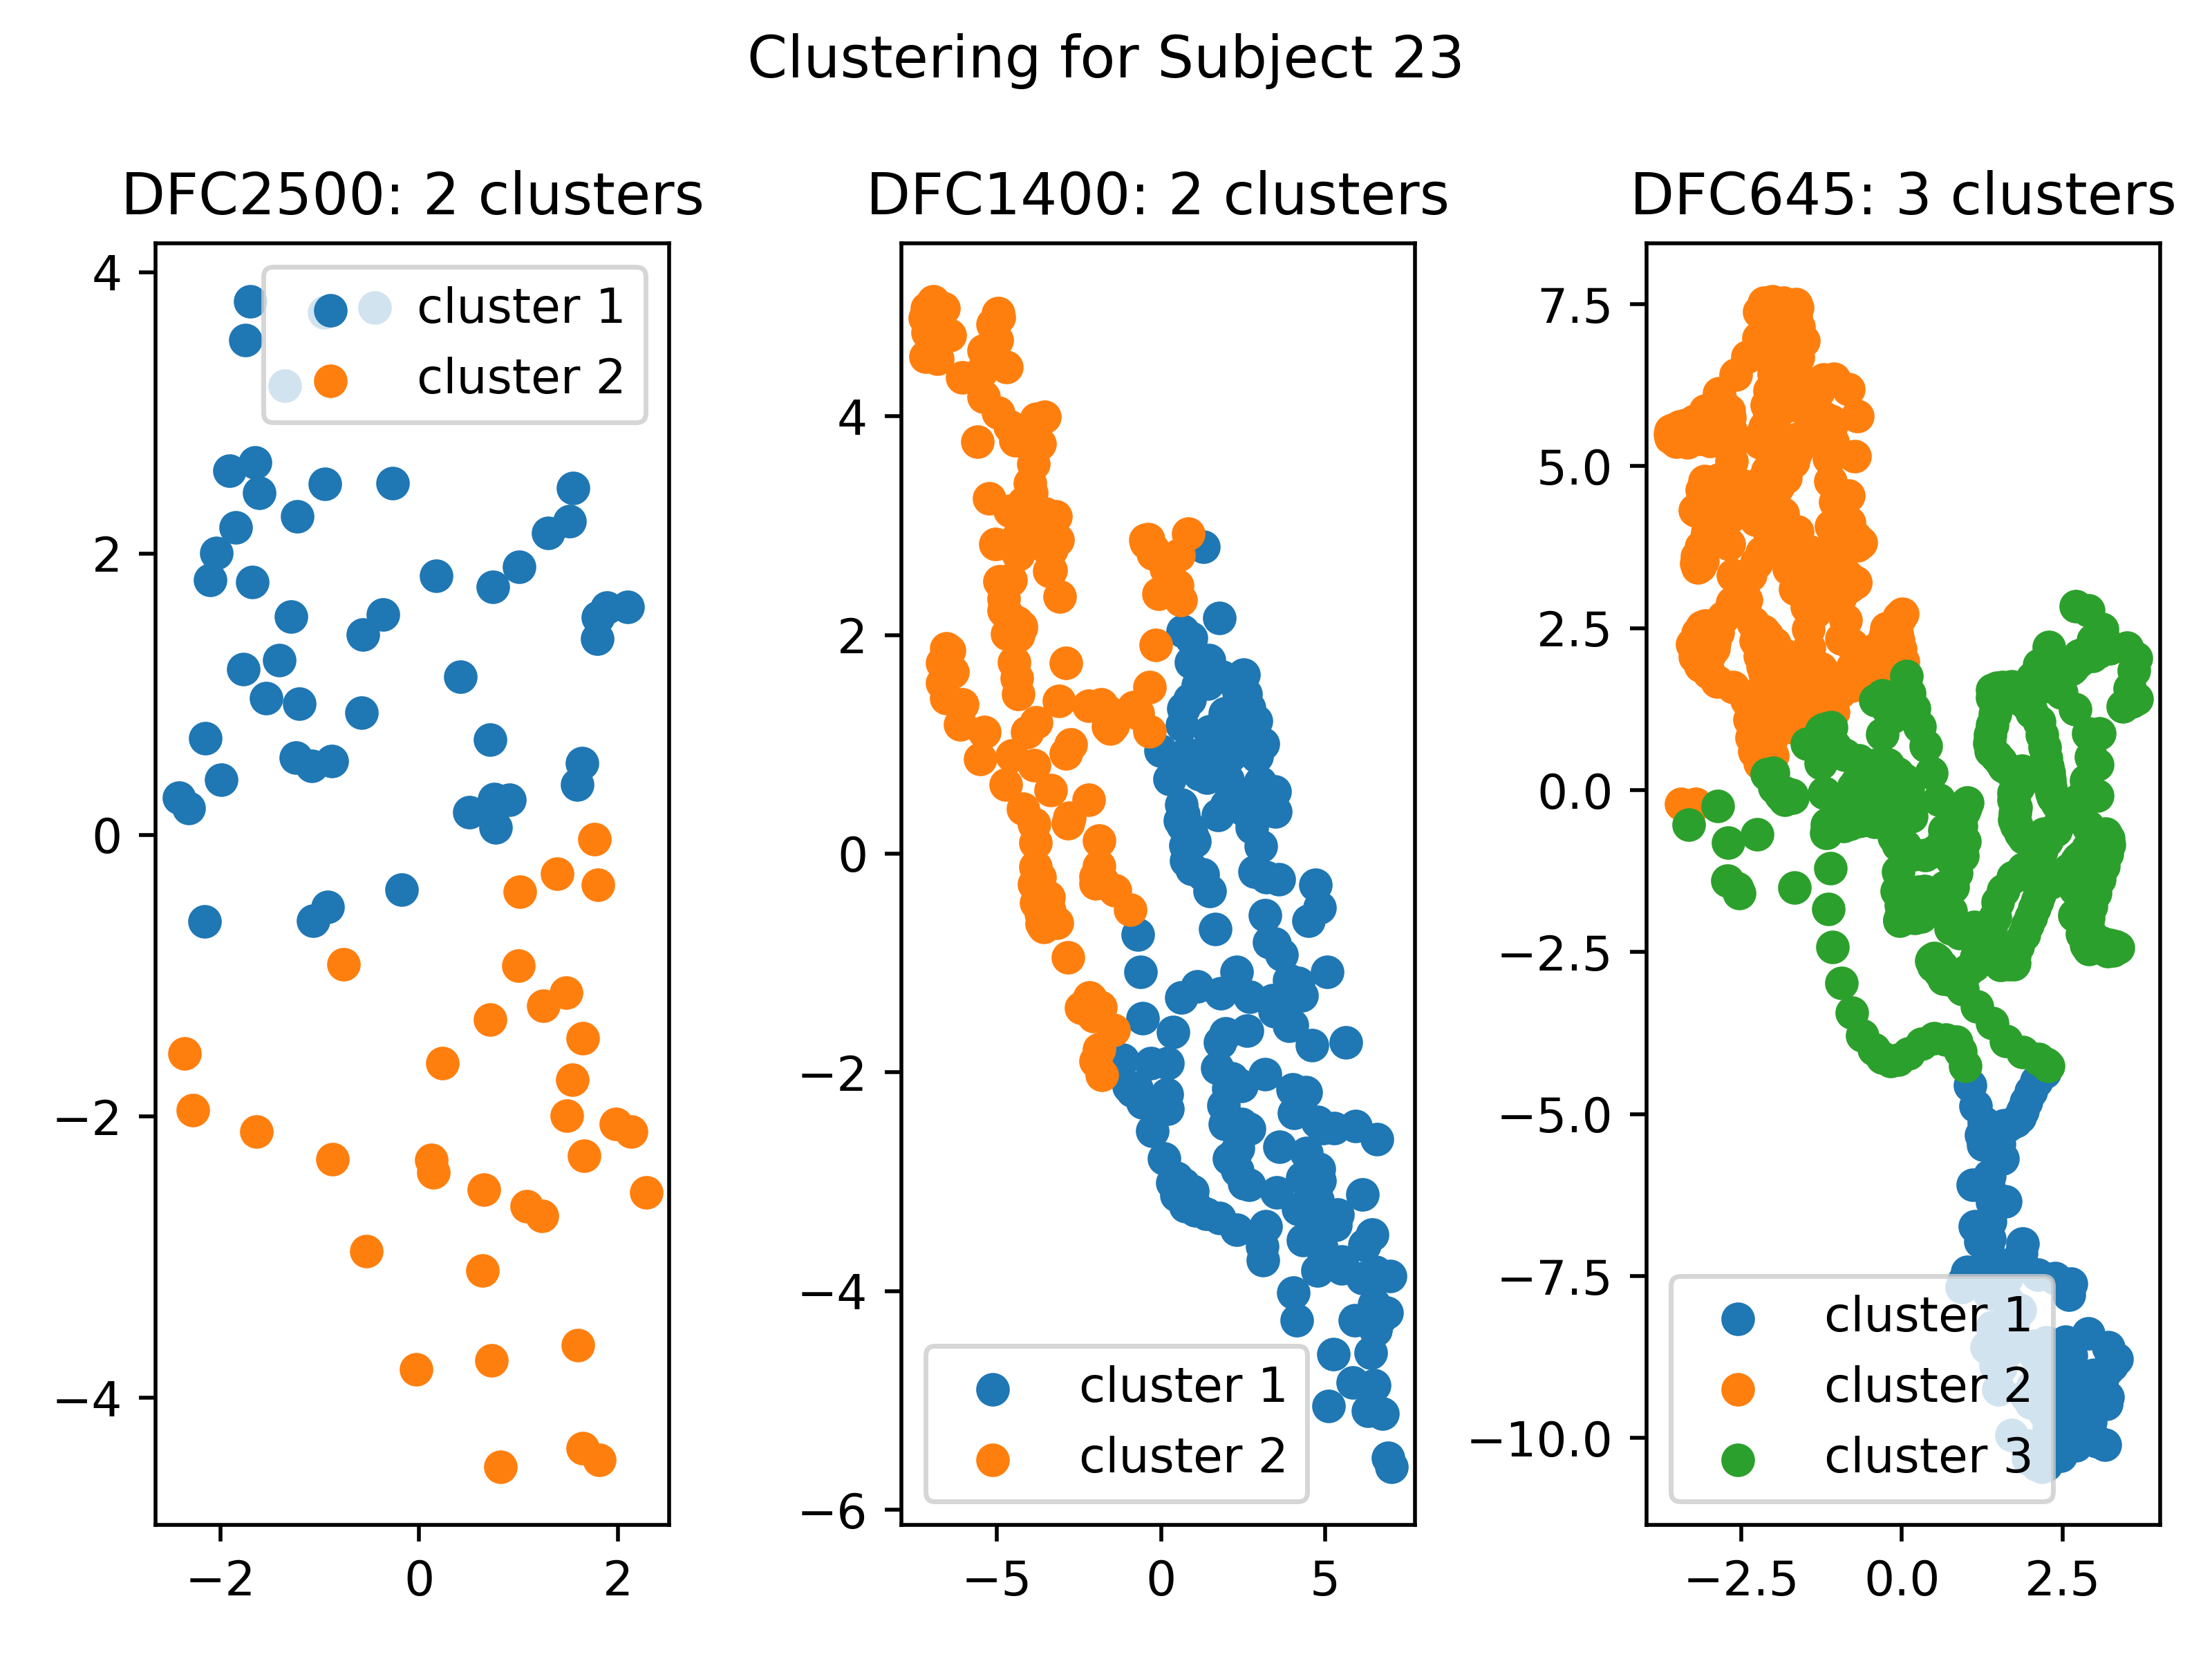 Clustering for Subject 23
DFC2500: 2 clusters
4
2
0
−2
−4
−2 0 2
cluster 1
cluster 2
DFC1400: 2 clusters
4
2
0
−2
−4
−6
−5 0 5
cluster 1
cluster 2
DFC645: 3 clusters
7.5
5.0
2.5
0.0
−2.5
−5.0
−7.5
−10.0
−2.5 0.0 2.5
cluster 1
cluster 2
cluster 3